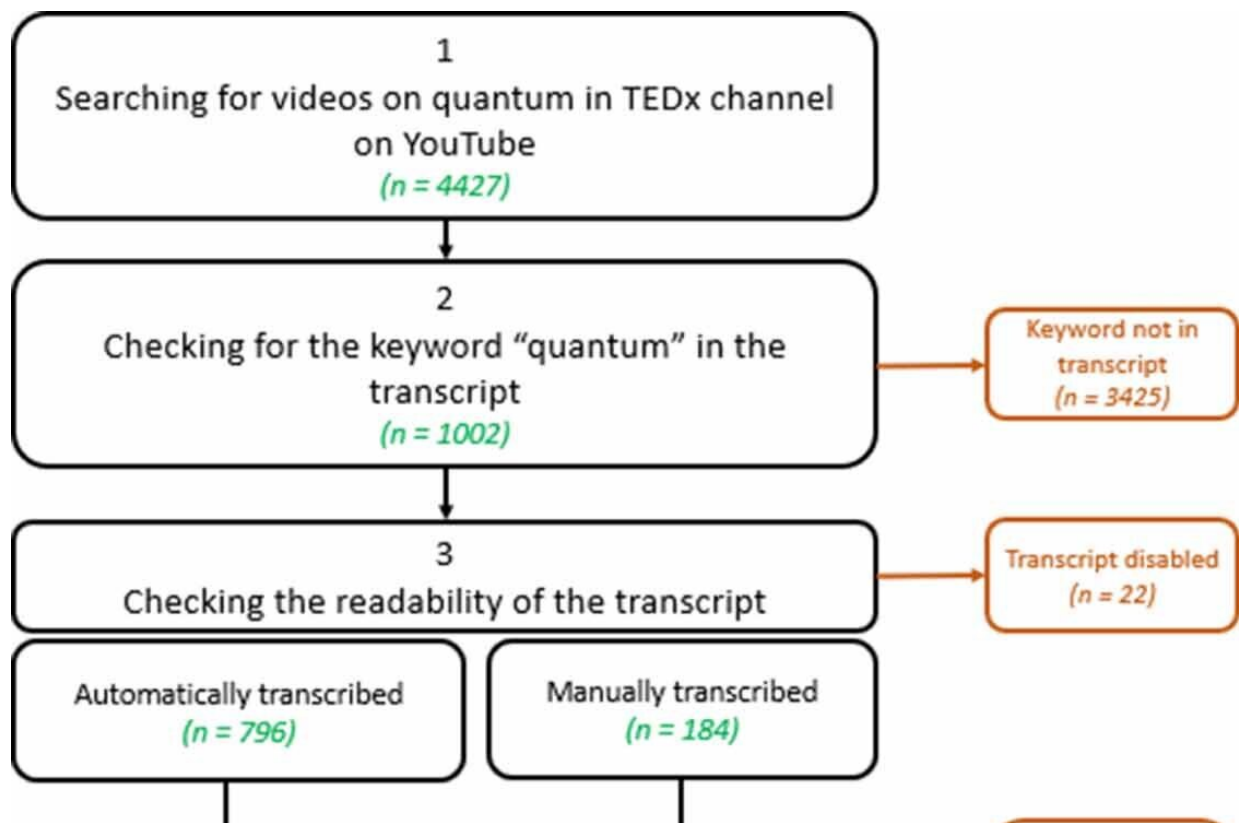 1
Searching for videos on quantum in TEDx channel
on YouTube
(n = 4427)
2
Checking for the keyword “quantum” in the
transcript
(n = 1002)
Keyword not in
transcript
(n = 3425)
3
Checking the readability of the transcript
Transcript disabled
(n = 22)
Automatically transcribed
(n = 796)
Manually transcribed
(n = 184)